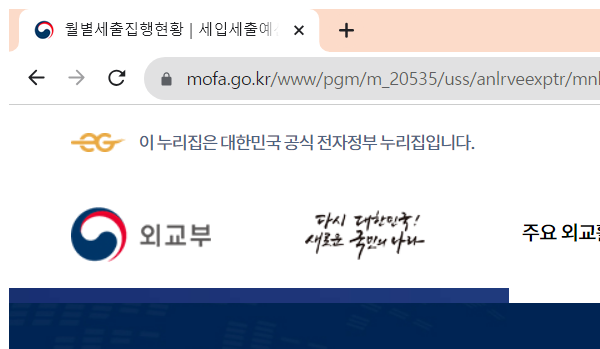 월별세출집행현황 | 세입세출예
mofa.go.kr/www/pgm/m_20535/uss/anlrveexptr/mnl
이 누리집은 대한민국 공식 전자정부 누리집입니다.
외교부
다시 대한민국!
새로운 국민의 나라
주요 외교